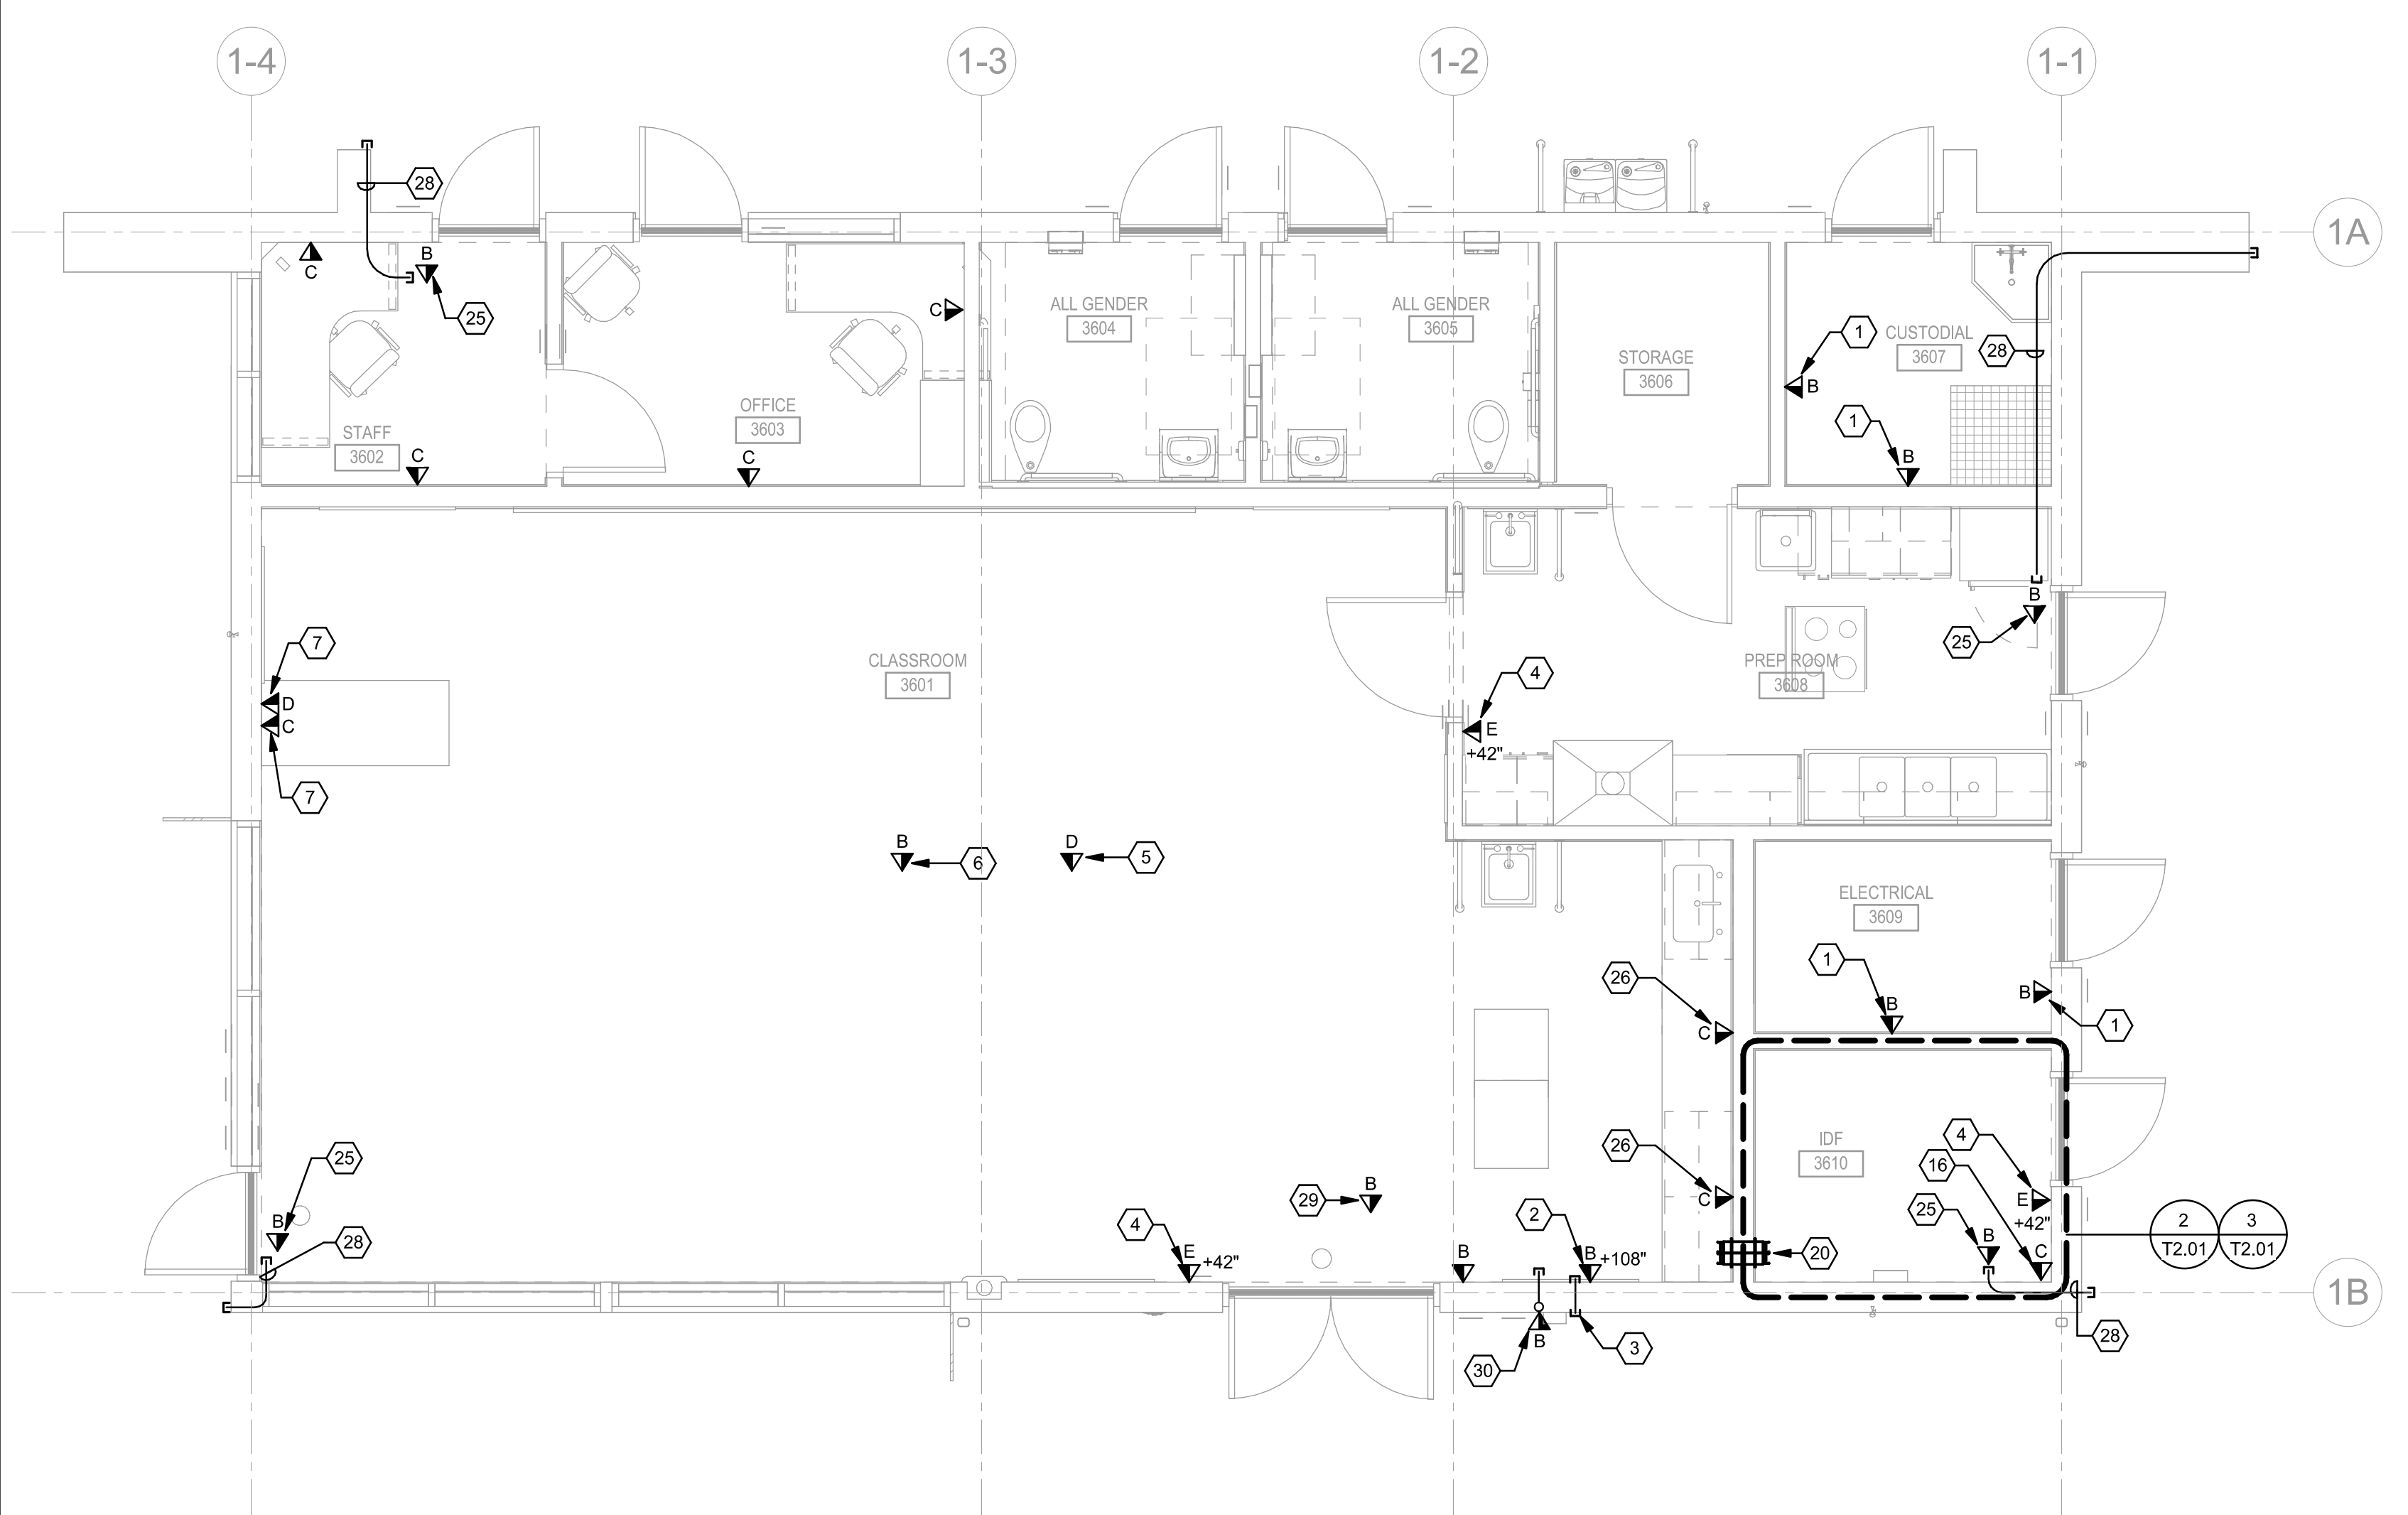 1-4
1-3
1-2
1-1
28
1A
C
B
25
C
ALL GENDER
3604
ALL GENDER
3605
1
CUSTODIAL
3607
28
STORAGE
3606
B
OFFICE
3603
1
STAFF
3602
C
C
B
B
25
7
CLASSROOM
3601
4
PREP ROOM
3608
D
C
E
+42"
7
B
6
D
5
ELECTRICAL
3609
1
26
B
B
1
C
IDF
3610
4
26
16
25
25
B
29
C
E
+42"
2
T2.01
3
T2.01
B
28
4
E
+42"
2
B
B
+108"
20
B
C
1B
30
B
3
28